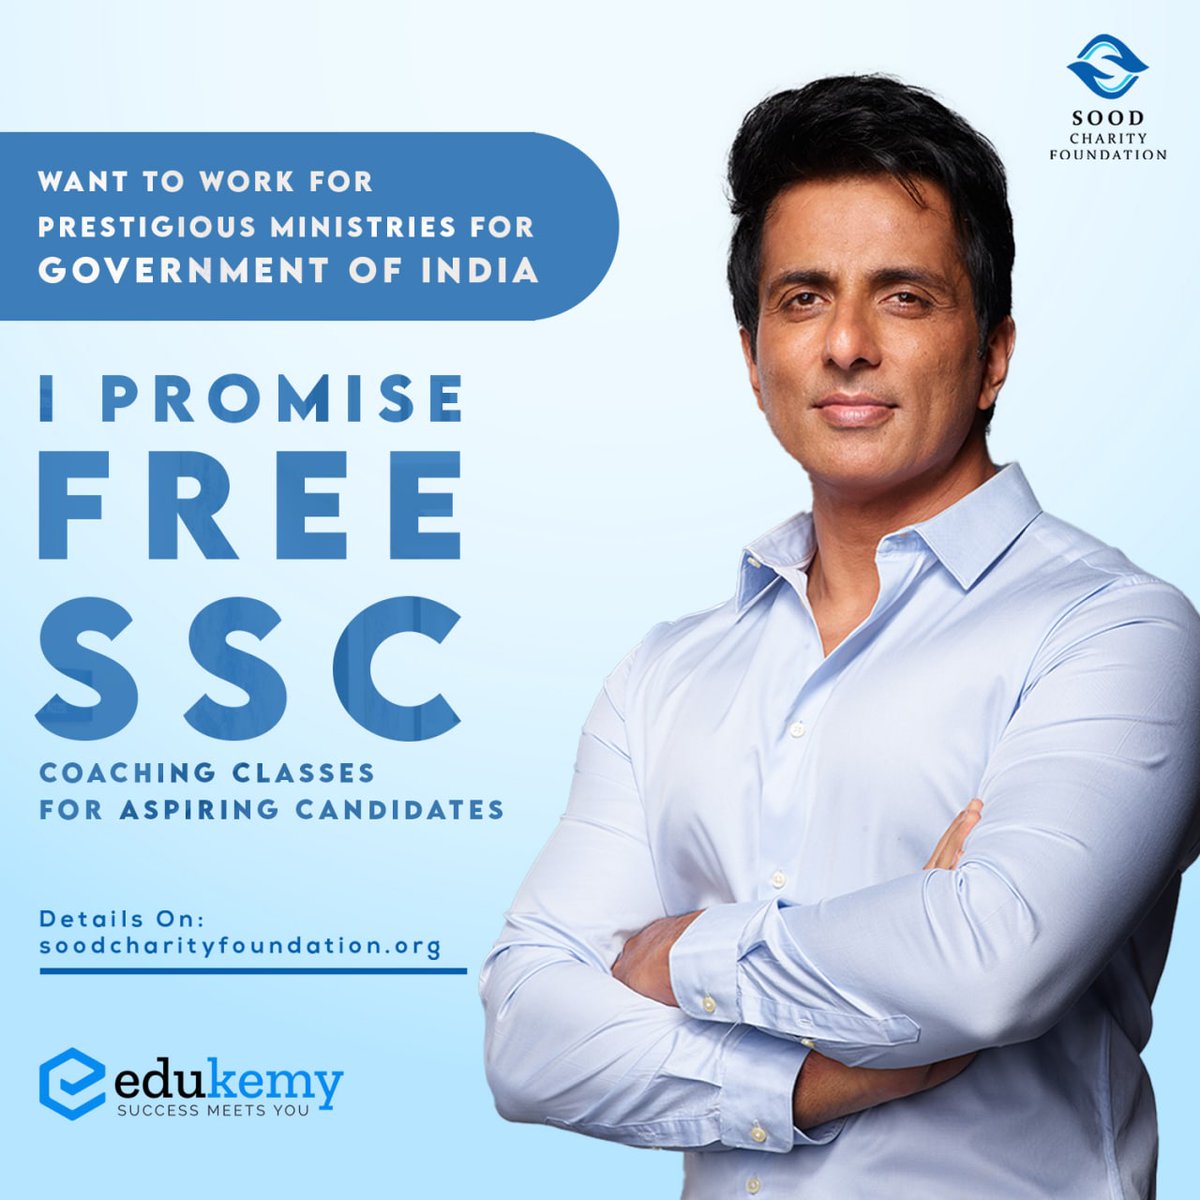 SOOD
CHARITY
FOUNDATION
WANT TO WORK FOR
PRESTIGIOUS MINISTRIES FOR
GOVERNMENT OF INDIA
I PROMISE
FREE
SSC
COACHING CLASSES
FOR ASPIRING CANDIDATES
Details On:
soodcharityfoundation.org
edukemy
SUCCESS MEETS YOU